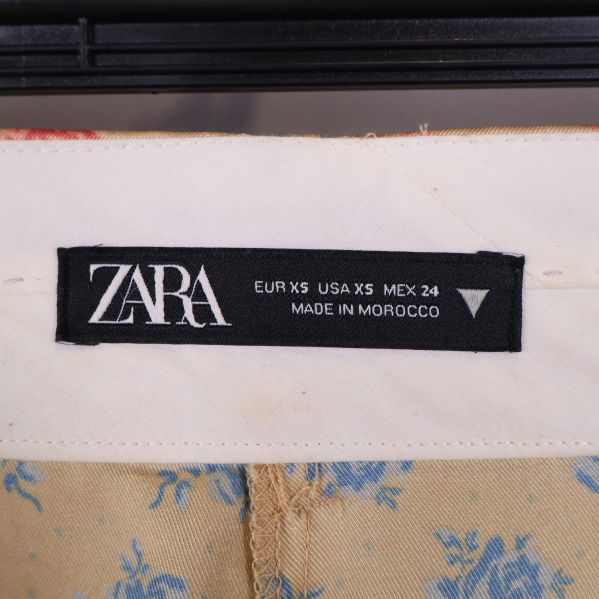 ZARA
EUR XS USA XS MEX 24
MADE IN MOROCCO